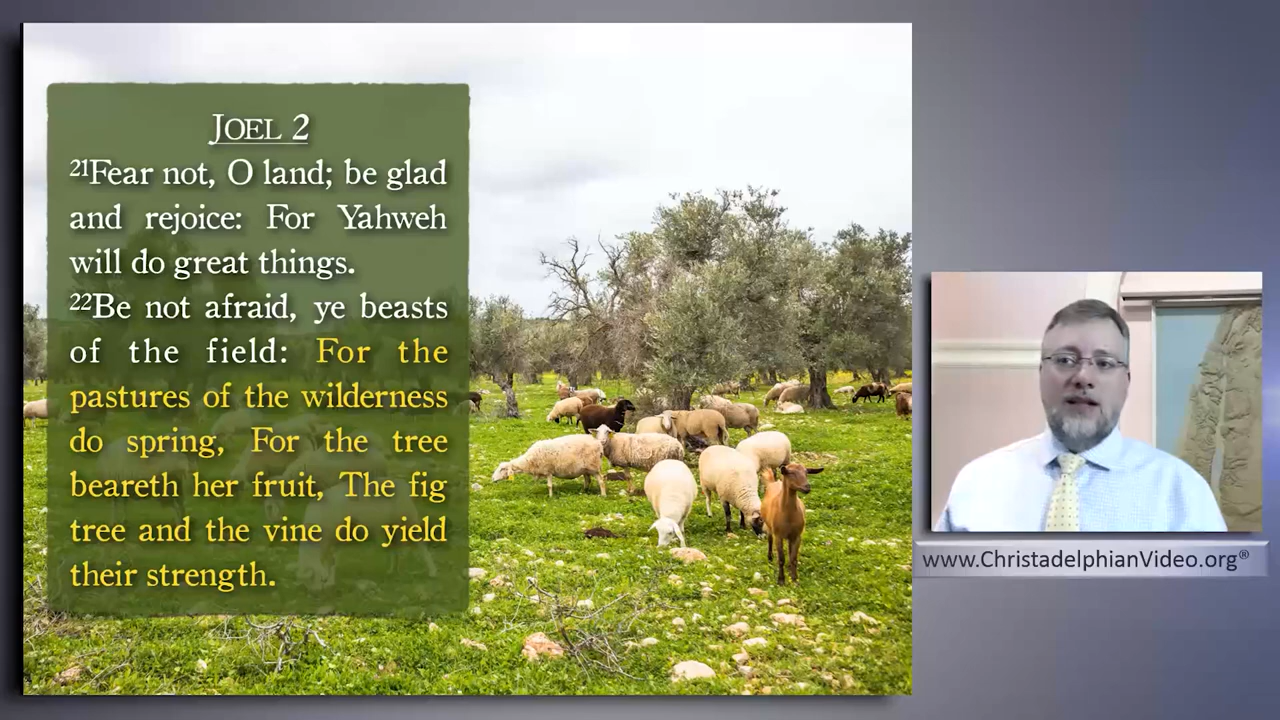 JOEL 2
²¹Fear not, O land; be glad
and rejoice: For Yahweh
will do great things.
²²Be not afraid, ye beasts
of the field: For the
pastures of the wilderness
do spring, For the tree
beareth her fruit, The fig
tree and the vine do yield
their strength.
www.ChristadelphianVideo.org®